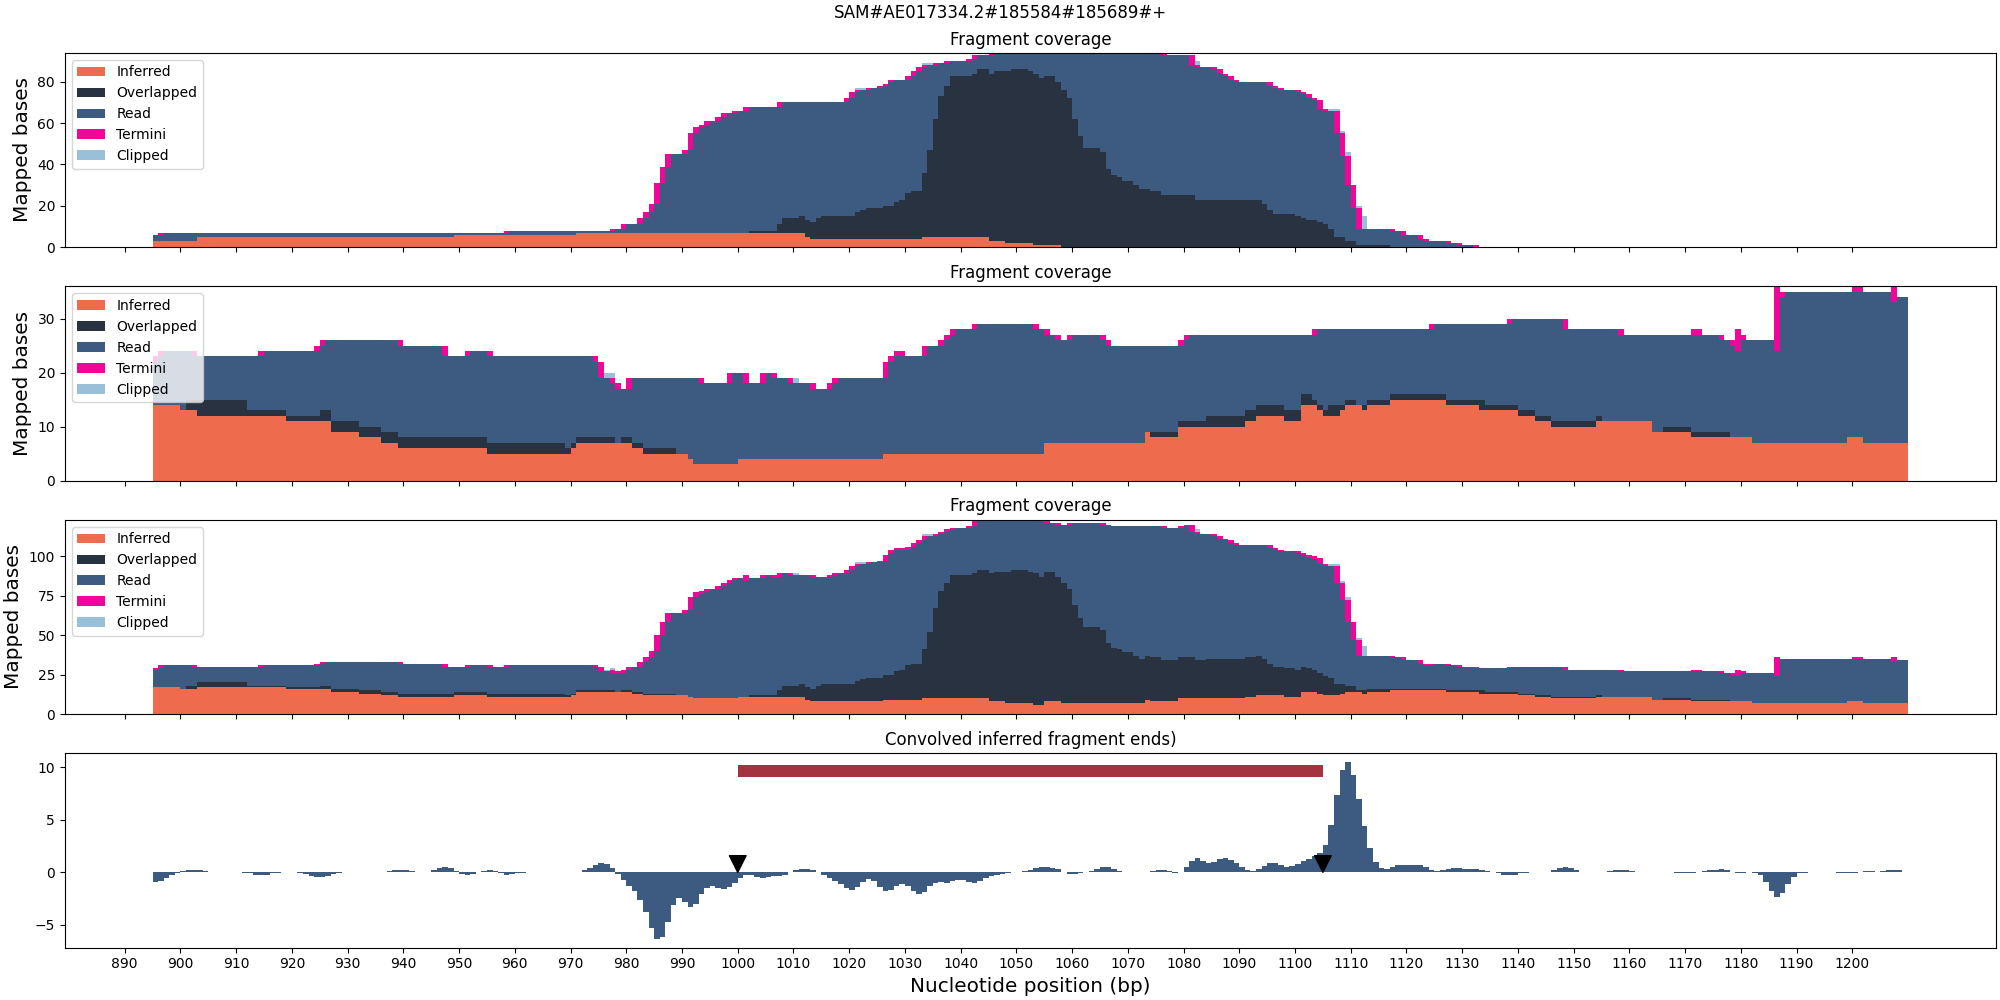 SAM#AE017334.2#185584#185689#+
Fragment coverage
Mapped bases
80
60
40
20
0
Inferred
Overlapped
Read
Termini
Clipped
Fragment coverage
Mapped bases
30
20
10
0
Inferred
Overlapped
Read
Termini
Clipped
Fragment coverage
Mapped bases
100
75
50
25
0
Inferred
Overlapped
Read
Termini
Clipped
Convolved inferred fragment ends)
10
5
0
−5
890 900 910 920 930 940 950 960 970 980 990 1000 1010 1020 1030 1040 1050 1060 1070 1080 1090 1100 1110 1120 1130 1140 1150 1160 1170 1180 1190 1200
Nucleotide position (bp)